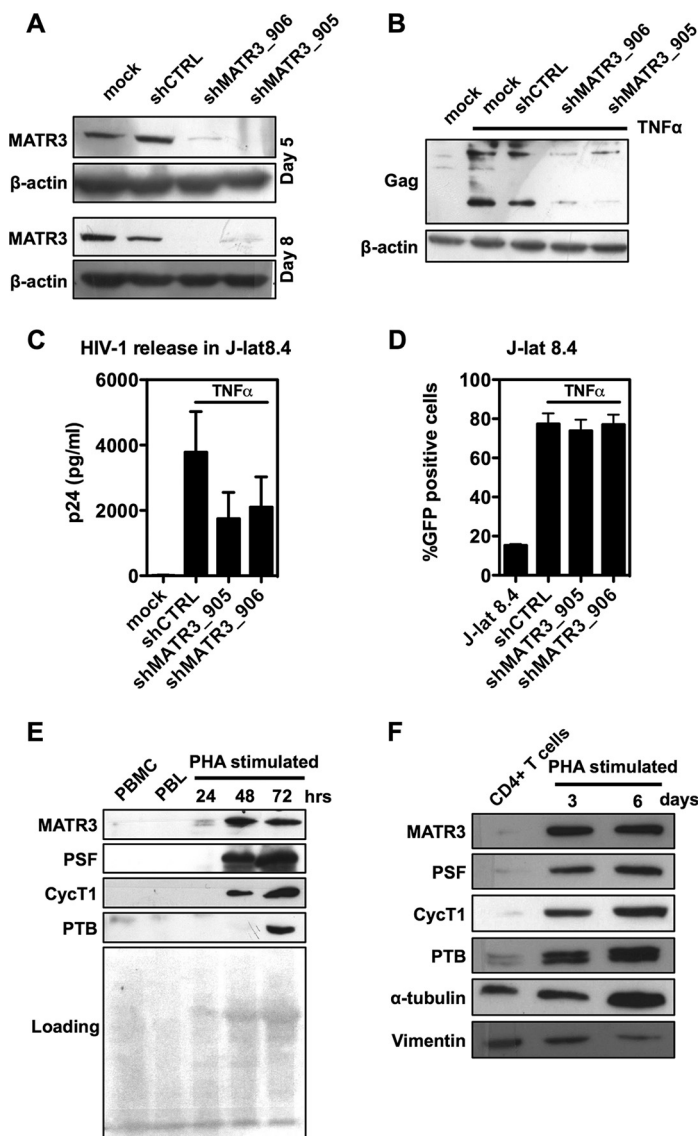 A
mock
shCTRL
shMATR3_906
shMATR3_905
MATR3
β-actin
Day 5
MATR3
β-actin
Day 8
B
mock
mock
shCTRL
shMATR3_906
shMATR3_905
TNFα
Gag
β-actin
C
HIV-1 release in J-lat8.4
TNFα
p24 (pg/ml)
6000
4000
2000
0
mock
shCTRL
shMATR3_905
shMATR3_906
D
J-lat 8.4
TNFα
%GFP positive cells
100
80
60
40
20
0
J-lat 8.4
shCTRL
shMATR3_905
shMATR3_906
E
PBMC
PBL
PHA stimulated
24 48 72 hrs
MATR3
PSF
CycT1
PTB
Loading
F
CD4+ T cells
PHA stimulated
3 6 days
MATR3
PSF
CycT1
PTB
α-tubulin
Vimentin